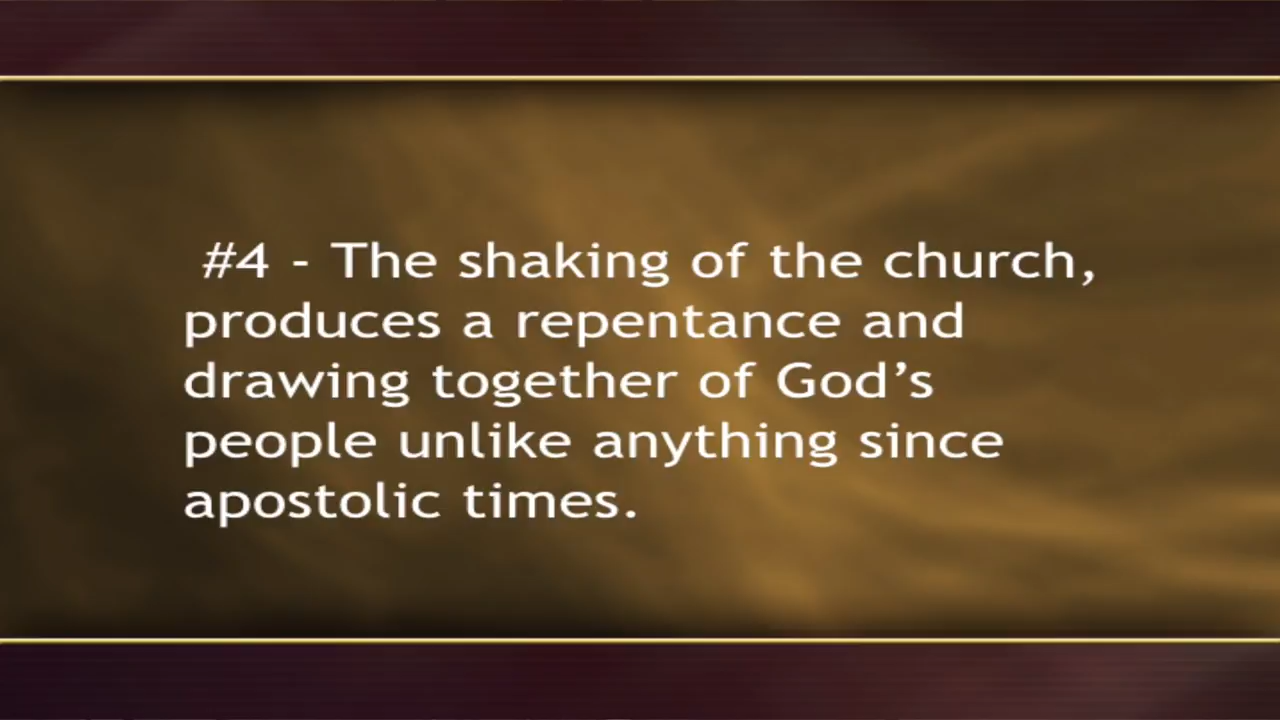 #4 - The shaking of the church,
produces a repentance and
drawing together of God’s
people unlike anything since
apostolic times.